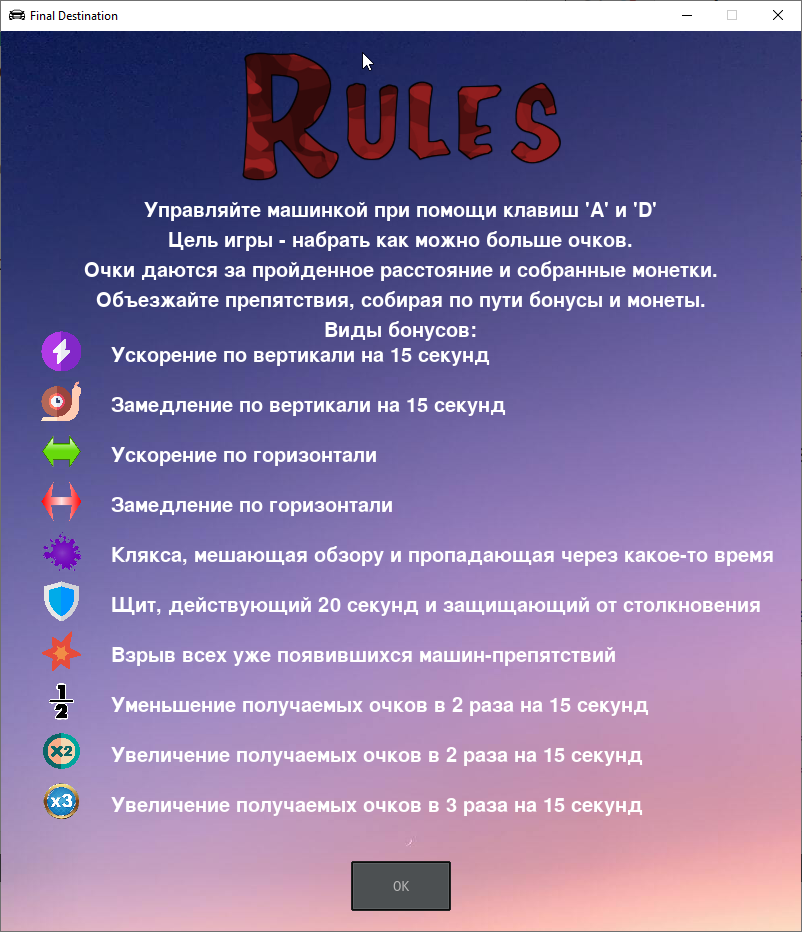 Final Destination
RULES
Управляйте машинкой при помощи клавиш 'A' и 'D'
Цель игры - набрать как можно больше очков.
Очки даются за пройденное расстояние и собранные монетки.
Объезжайте препятствия, собирая по пути бонусы и монеты.
Виды бонусов:
Ускорение по вертикали на 15 секунд
Замедление по вертикали на 15 секунд
Ускорение по горизонтали
Замедление по горизонтали
Клякса, мешающая обзору и пропадающая через какое-то время
Щит, действующий 20 секунд и защищающий от столкновения
Взрыв всех уже появившихся машин-препятствий
1/2 Уменьшение получаемых очков в 2 раза на 15 секунд
X2 Увеличение получаемых очков в 2 раза на 15 секунд
x3 Увеличение получаемых очков в 3 раза на 15 секунд
OK